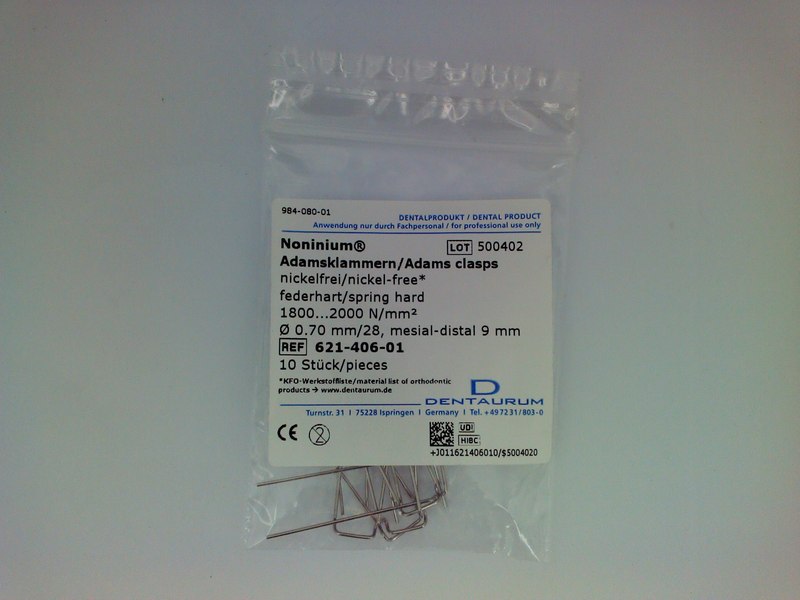 984-080-01
DENTALPRODUKT / DENTAL PRODUCT
Anwendung nur durch Fachpersonal / for professional use only
Noninium® LOT 500402
Adamsklammern/Adams clasps
nickelfrei/nickel-free*
federhart/spring hard
1800...2000 N/mm²
Ø 0.70 mm/28, mesial-distal 9 mm
REF 621-406-01
10 Stück/pieces
*KFO-Werkstoffliste/material list of orthodontic
products → www.dentaurum.de
D
DENTAURUM
Turnstr. 31 I 75228 Ispringen I Germany I Tel. +49 72 31 / 803-0
CE 2 UDI
HIBC
+J011621406010/$5004020